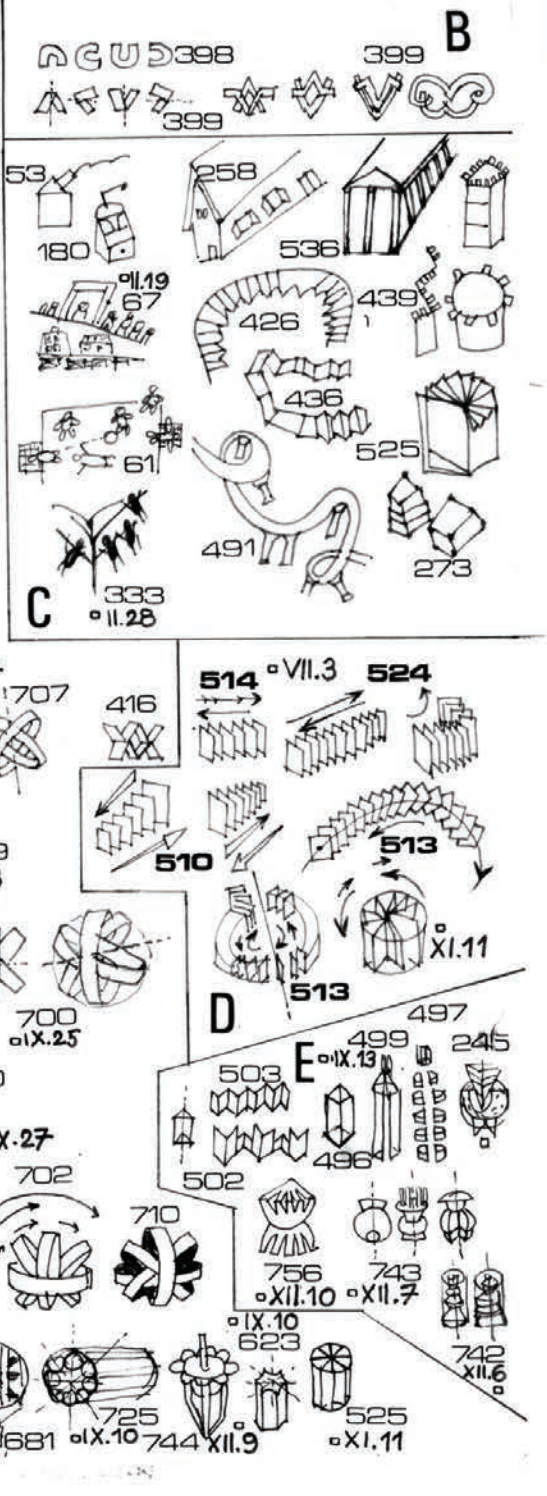 B
398 399
399
53 258
180 536
□II.19
67 439
426
436
61 525
491 273
333
C □II.28
514 □VII.3 524
707
416
510 513
□XI.11
513
700 D
□IX.25
497
E □IX.13 499 245
503
X.27
496
502
702
710
756 743
□XII.10 □XII.7
□IX.10
623 742
XII.6
□
725 525
681 □IX.10 744 XII.9 □XI.11